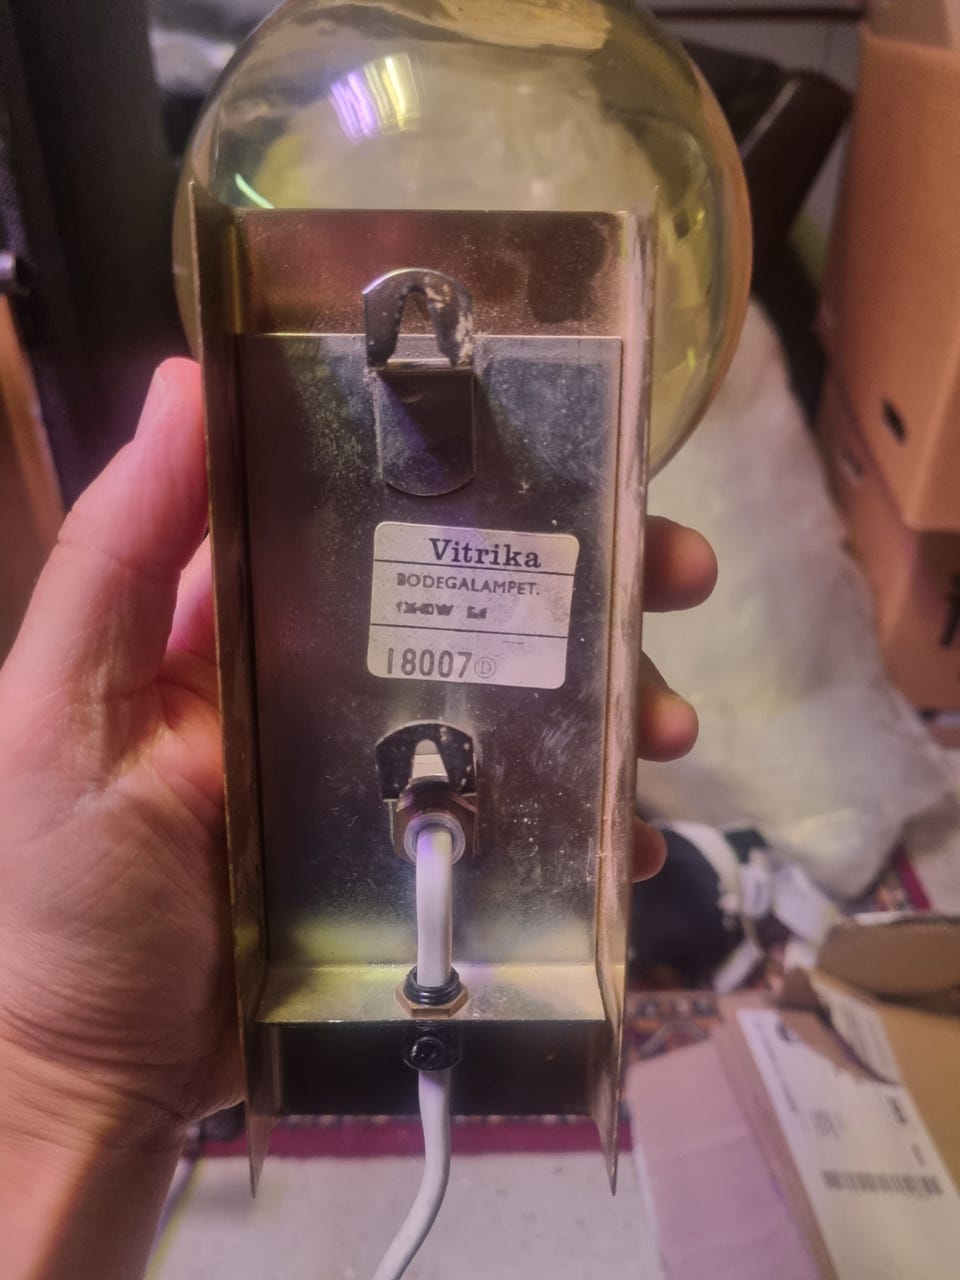 Vitrika
BODEGALAMPET.
18007 Ⓓ